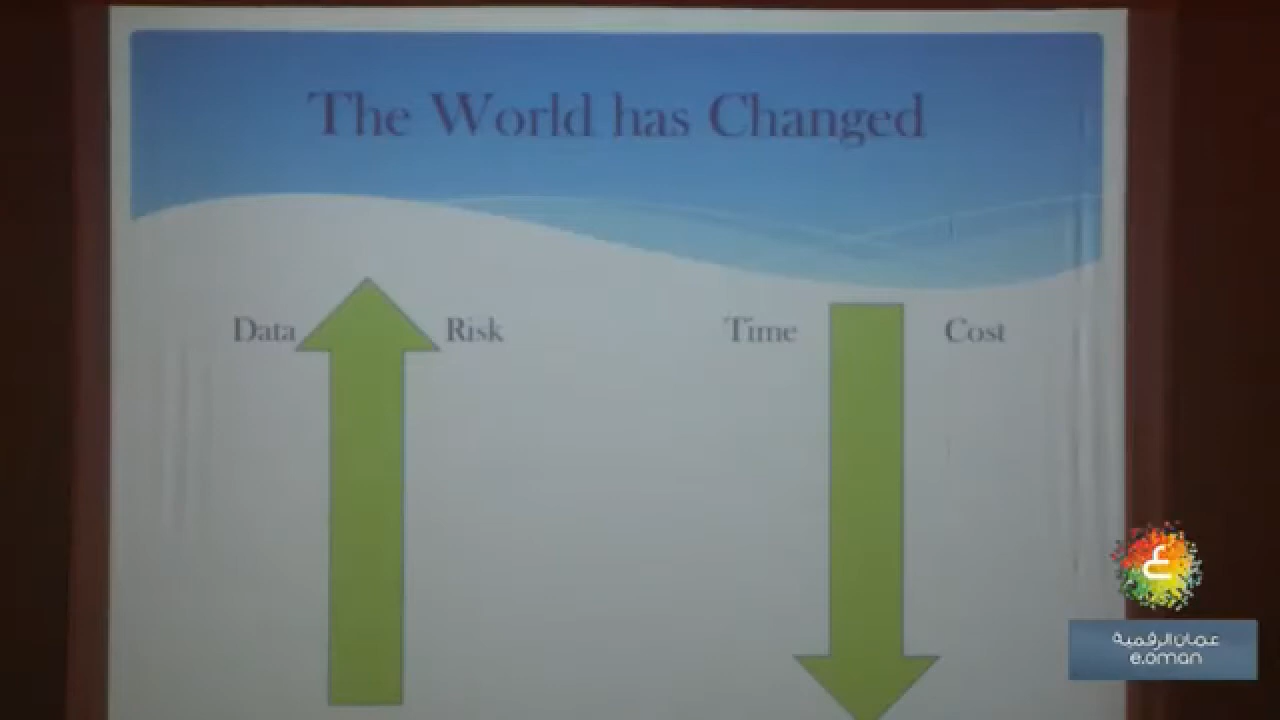 The World has Changed
Data Risk Time Cost
ع
عمان الرقمية
e.oman